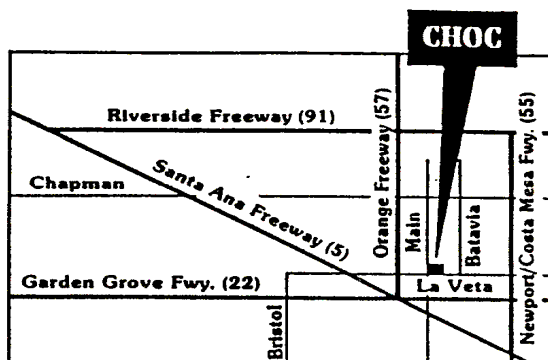 CHOC
Riverside Freeway (91)
Orange Freeway (57)
Newport/Costa Mesa Fwy. (55)
Chapman
Santa Ana Freeway (5)
Main
Batavia
Garden Grove Fwy. (22)
La Veta
Bristol